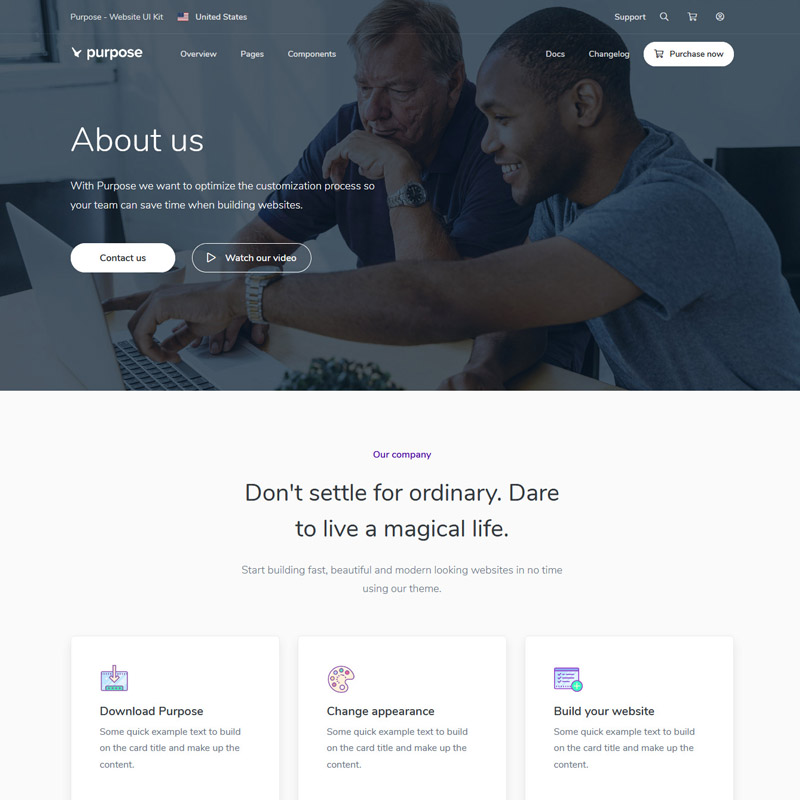 Purpose - Website UI Kit
United States
Support
purpose
Overview
Pages
Components
Docs
Changelog
Purchase now
About us
With Purpose we want to optimize the customization process so
your team can save time when building websites.
Contact us
Watch our video
Our company
Don't settle for ordinary. Dare
to live a magical life.
Start building fast, beautiful and modern looking websites in no time
using our theme.
Download Purpose
Some quick example text to build
on the card title and make up the
content.
Change appearance
Some quick example text to build
on the card title and make up the
content.
Build your website
Some quick example text to build
on the card title and make up the
content.